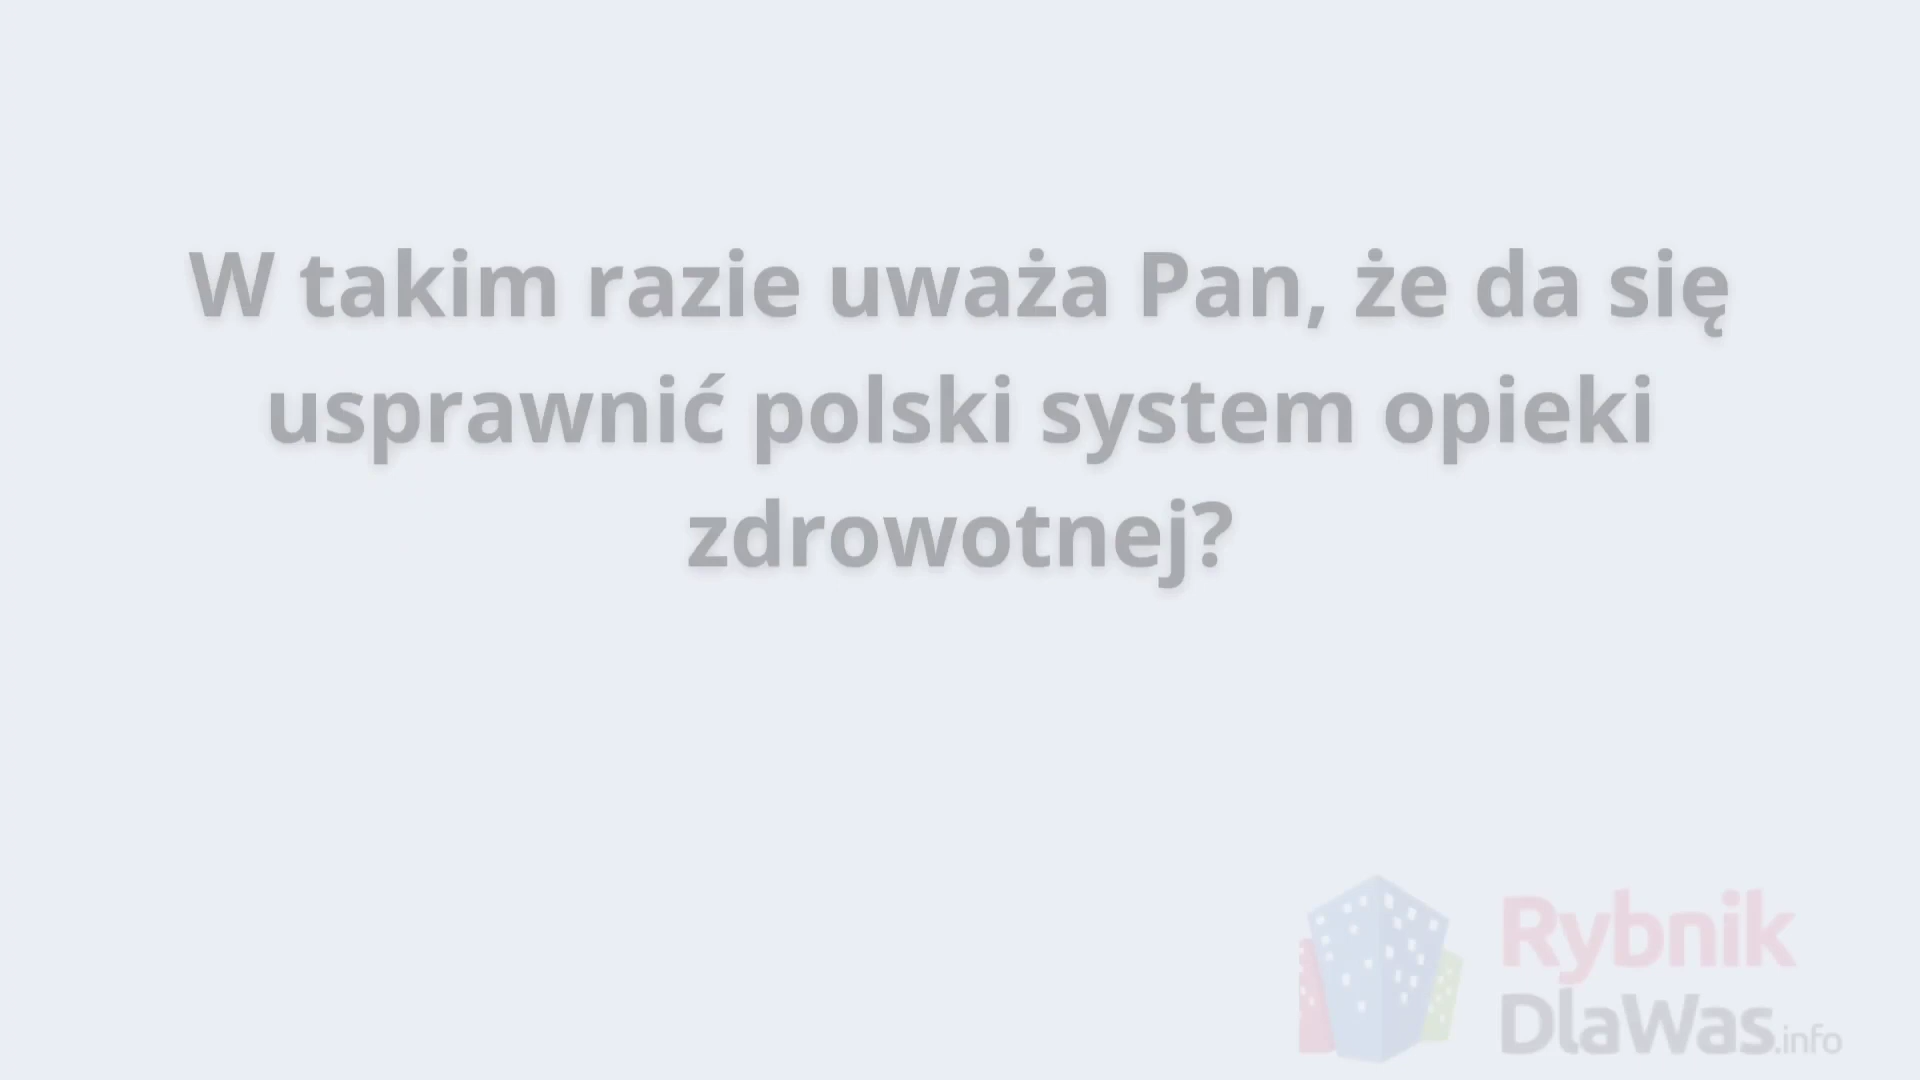 W takim razie uważa Pan, że da się
usprawnić polski system opieki
zdrowotnej?
Rybnik
DlaWas.info